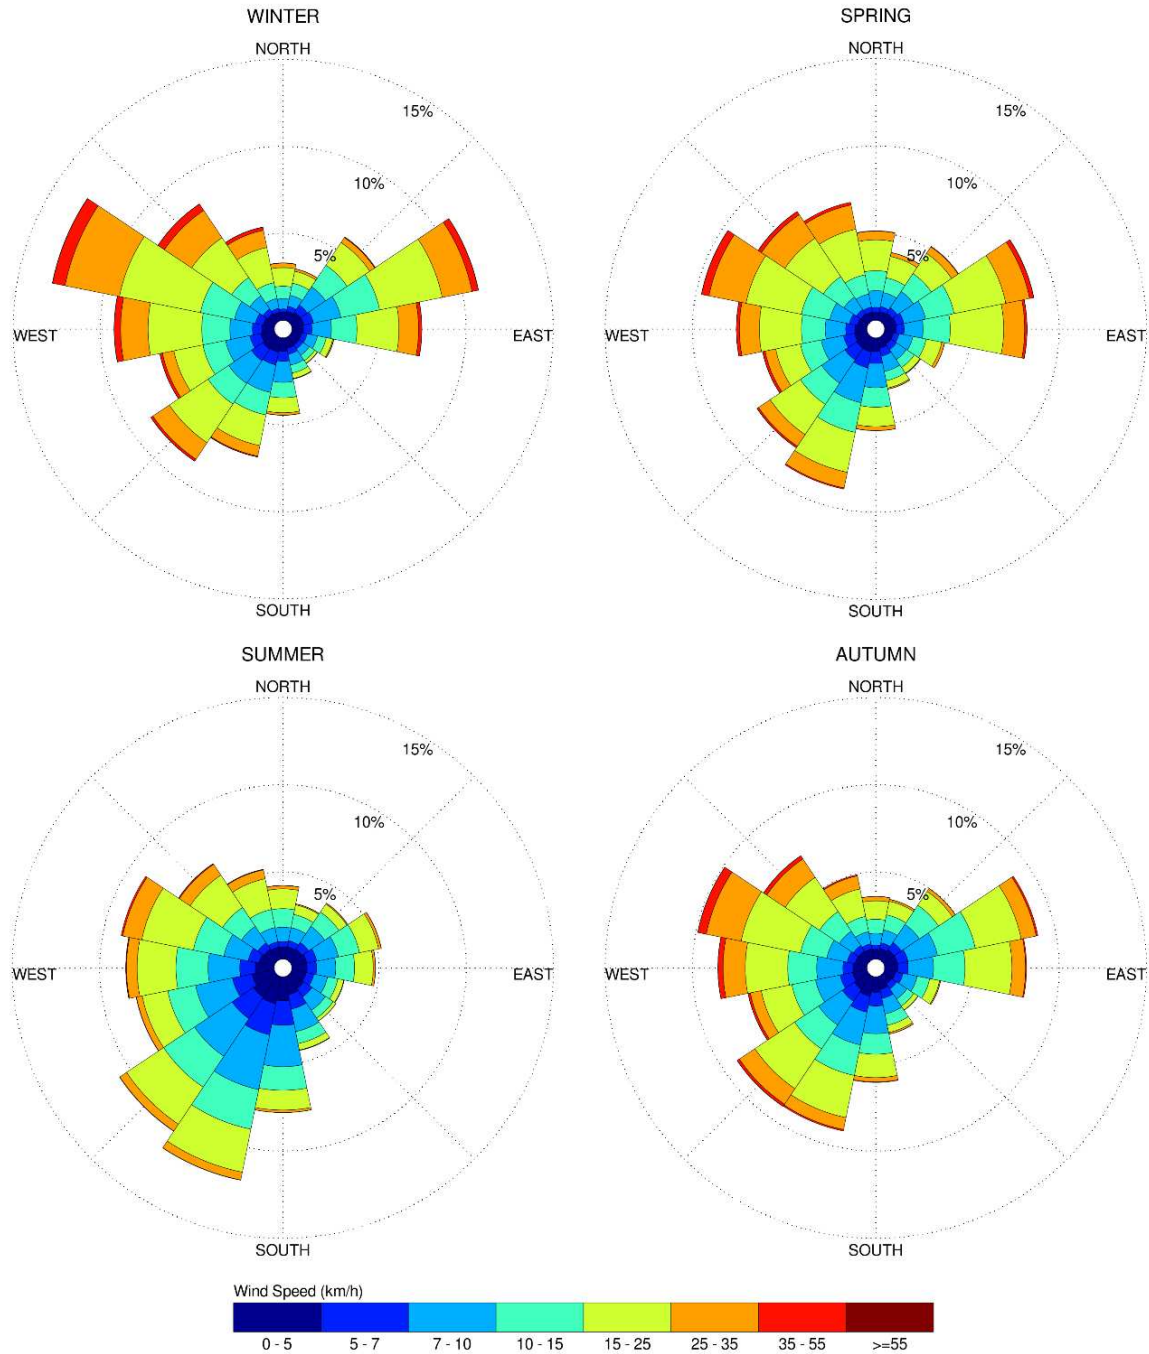 WINTER SPRING
NORTH NORTH
15% 15%
10% 10%
5% 5%
WEST EAST WEST EAST
SOUTH SOUTH
SUMMER AUTUMN
NORTH NORTH
15% 15%
10% 10%
5% 5%
WEST EAST WEST EAST
SOUTH SOUTH
Wind Speed (km/h)
0 - 5 5 - 7 7 - 10 10 - 15 15 - 25 25 - 35 35 - 55 >=55